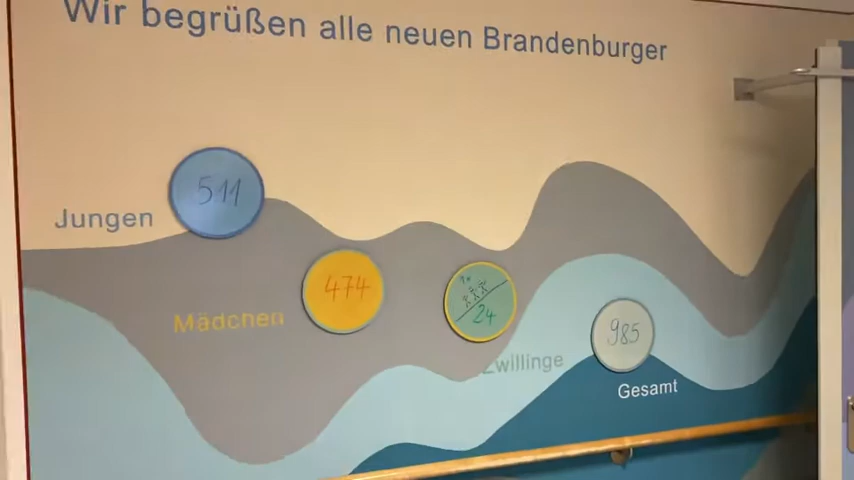 Wir begrüßen alle neuen Brandenburger
Jungen
511
Mädchen
474
24
Zwillinge
985
Gesamt